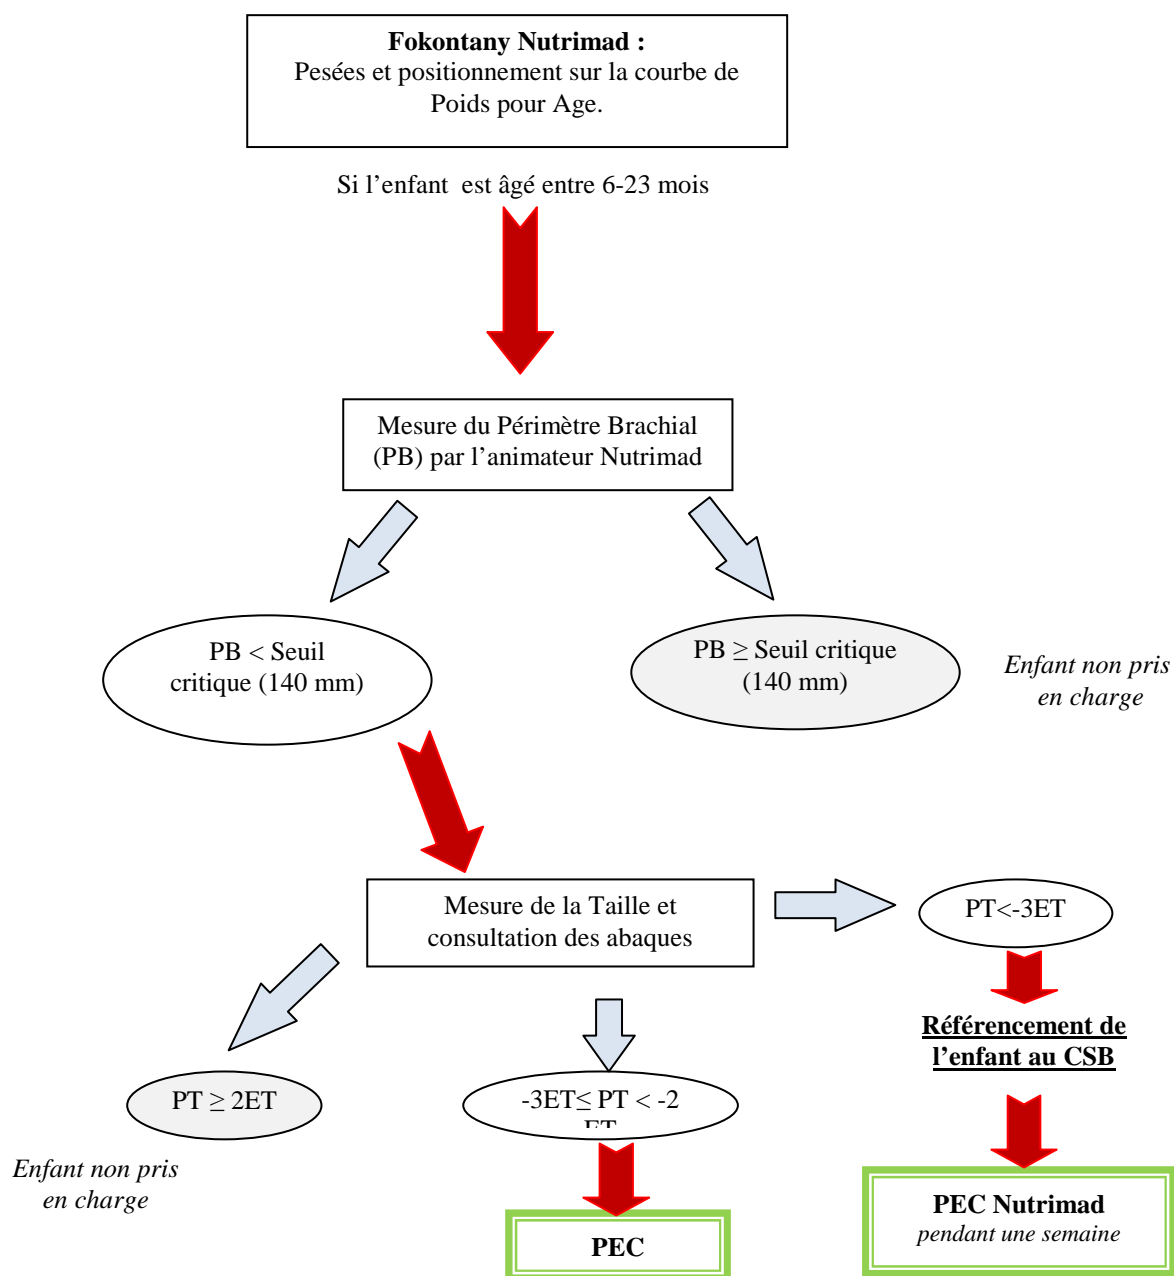 Fokontany Nutrimad :
Pesées et positionnement sur la courbe de
Poids pour Age.
Si l’enfant est âgé entre 6-23 mois
Mesure du Périmètre Brachial
(PB) par l’animateur Nutrimad
PB < Seuil
critique (140 mm)
PB ≥ Seuil critique
(140 mm)
Enfant non pris
en charge
Mesure de la Taille et
consultation des abaques
PT<-3ET
Référencement de
l’enfant au CSB
PT ≥ 2ET
-3ET≤ PT < -2
ET
Enfant non pris
en charge
PEC Nutrimad
pendant une semaine
PEC